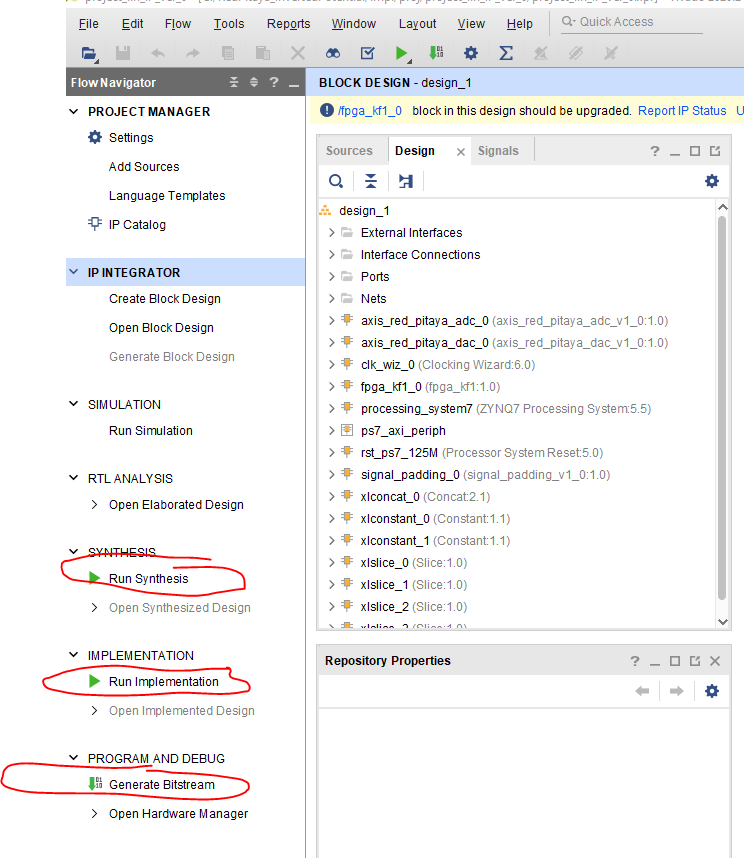 File Edit Flow Tools Reports Window Layout View Help Quick Access
Flow Navigator
PROJECT MANAGER
Settings
Add Sources
Language Templates
IP Catalog
IP INTEGRATOR
Create Block Design
Open Block Design
Generate Block Design
SIMULATION
Run Simulation
RTL ANALYSIS
Open Elaborated Design
SYNTHESIS
Run Synthesis
Open Synthesized Design
IMPLEMENTATION
Run Implementation
Open Implemented Design
PROGRAM AND DEBUG
Generate Bitstream
Open Hardware Manager
BLOCK DESIGN - design_1
/fpga_kf1_0 block in this design should be upgraded. Report IP Status U
Sources Design Signals
design_1
External Interfaces
Interface Connections
Ports
Nets
axis_red_pitaya_adc_0 (axis_red_pitaya_adc_v1_0:1.0)
axis_red_pitaya_dac_0 (axis_red_pitaya_dac_v1_0:1.0)
clk_wiz_0 (Clocking Wizard:6.0)
fpga_kf1_0 (fpga_kf1:1.0)
processing_system7 (ZYNQ7 Processing System:5.5)
ps7_axi_periph
rst_ps7_125M (Processor System Reset:5.0)
signal_padding_0 (signal_padding_v1_0:1.0)
xlconcat_0 (Concat:2.1)
xlconstant_0 (Constant:1.1)
xlconstant_1 (Constant:1.1)
xlslice_0 (Slice:1.0)
xlslice_1 (Slice:1.0)
xlslice_2 (Slice:1.0)
Repository Properties